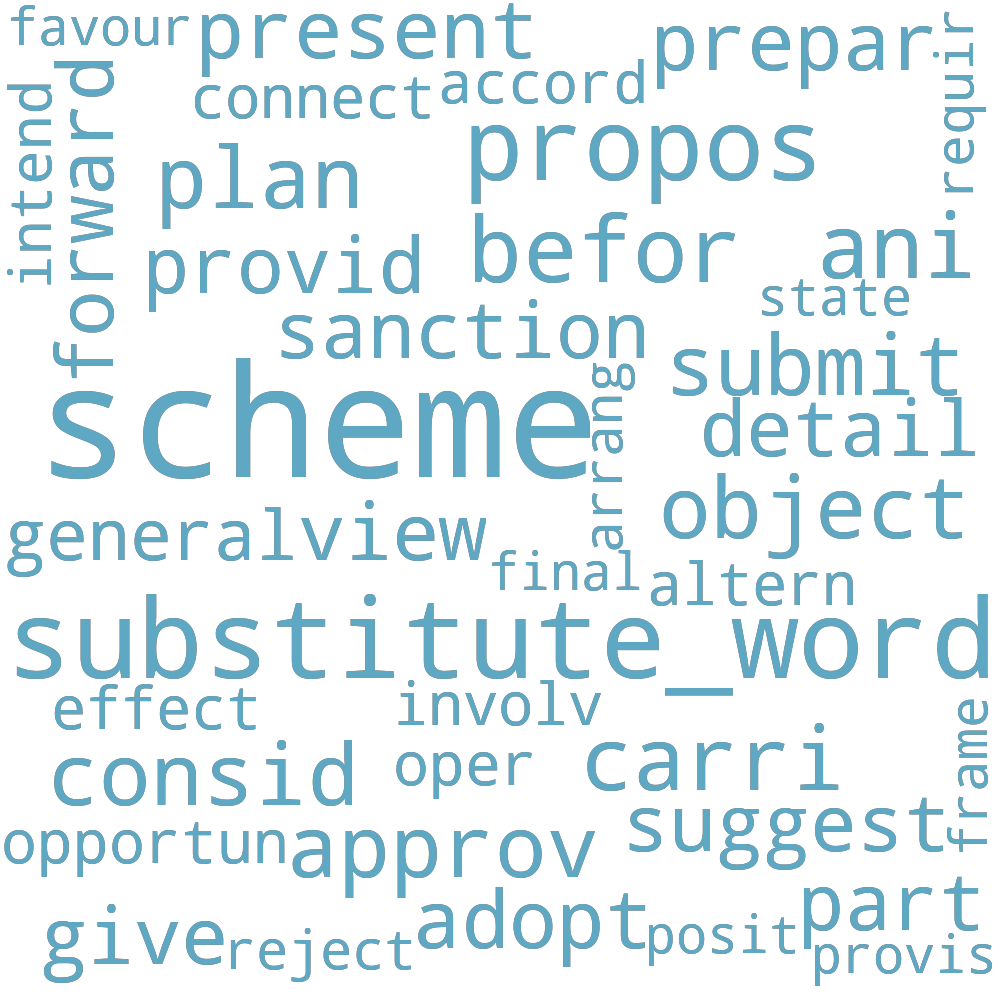 favour
present
prepar
requir
intend
forward
connect
accord
propos
plan
befor
ani
provid
state
sanction
submit
scheme
arrang
detail
object
general
view
final
altern
substitute_word
effect
involv
frame
consid
oper
carri
suggest
opportun
approv
give
reject
adopt
posit
part
provis